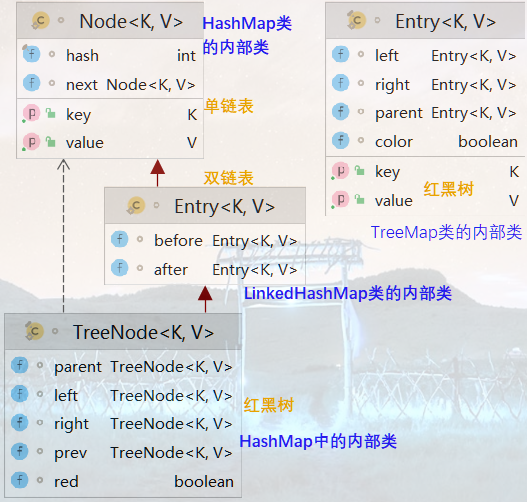 Node<K, V>
HashMap类
的内部类
hash int
next Node<K, V>
key K
value V
单链表
Entry<K, V>
left Entry<K, V>
right Entry<K, V>
parent Entry<K, V>
color boolean
key K
value V
红黑树
TreeMap类的内部类
双链表
Entry<K, V>
before Entry<K, V>
after Entry<K, V>
LinkedHashMap类的内部类
TreeNode<K, V>
parent TreeNode<K, V>
left TreeNode<K, V>
right TreeNode<K, V>
prev TreeNode<K, V>
red boolean
红黑树
HashMap中的内部类